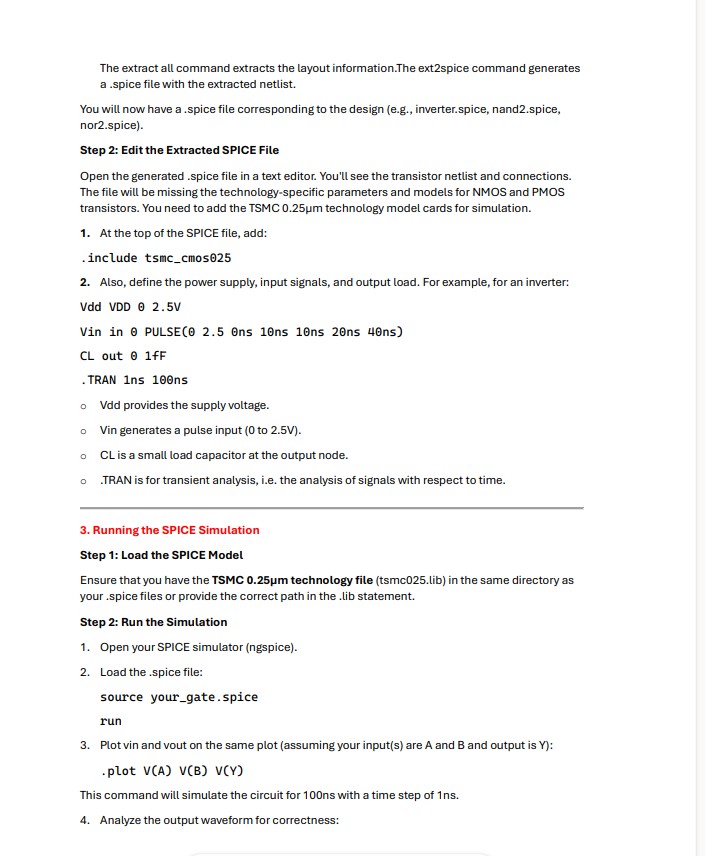 The extract all command extracts the layout information.The ext2spice command generates
a .spice file with the extracted netlist.
You will now have a .spice file corresponding to the design (e.g., inverter.spice, nand2.spice,
nor2.spice).
Step 2: Edit the Extracted SPICE File
Open the generated .spice file in a text editor. You'll see the transistor netlist and connections.
The file will be missing the technology-specific parameters and models for NMOS and PMOS
transistors. You need to add the TSMC 0.25µm technology model cards for simulation.
1. At the top of the SPICE file, add:
.include tsmc_cmos025
2. Also, define the power supply, input signals, and output load. For example, for an inverter:
Vdd VDD 0 2.5V
Vin in 0 PULSE(0 2.5 0ns 10ns 10ns 20ns 40ns)
CL out 0 1fF
.TRAN 1ns 100ns
o Vdd provides the supply voltage.
o Vin generates a pulse input (0 to 2.5V).
o CL is a small load capacitor at the output node.
o .TRAN is for transient analysis, i.e. the analysis of signals with respect to time.
3. Running the SPICE Simulation
Step 1: Load the SPICE Model
Ensure that you have the TSMC 0.25µm technology file (tsmc025.lib) in the same directory as
your .spice files or provide the correct path in the .lib statement.
Step 2: Run the Simulation
1. Open your SPICE simulator (ngspice).
2. Load the .spice file:
source your_gate.spice
run
3. Plot vin and vout on the same plot (assuming your input(s) are A and B and output is Y):
.plot V(A) V(B) V(Y)
This command will simulate the circuit for 100ns with a time step of 1ns.
4. Analyze the output waveform for correctness: